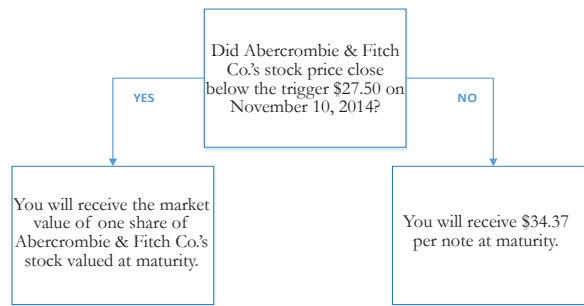 Did Abercrombie & Fitch
Co.'s stock price close
below the trigger $27.50 on
November 10, 2014?
YES
NO
You will receive the market
value of one share of
Abercrombie & Fitch Co.'s
stock valued at maturity.
You will receive $34.37
per note at maturity.